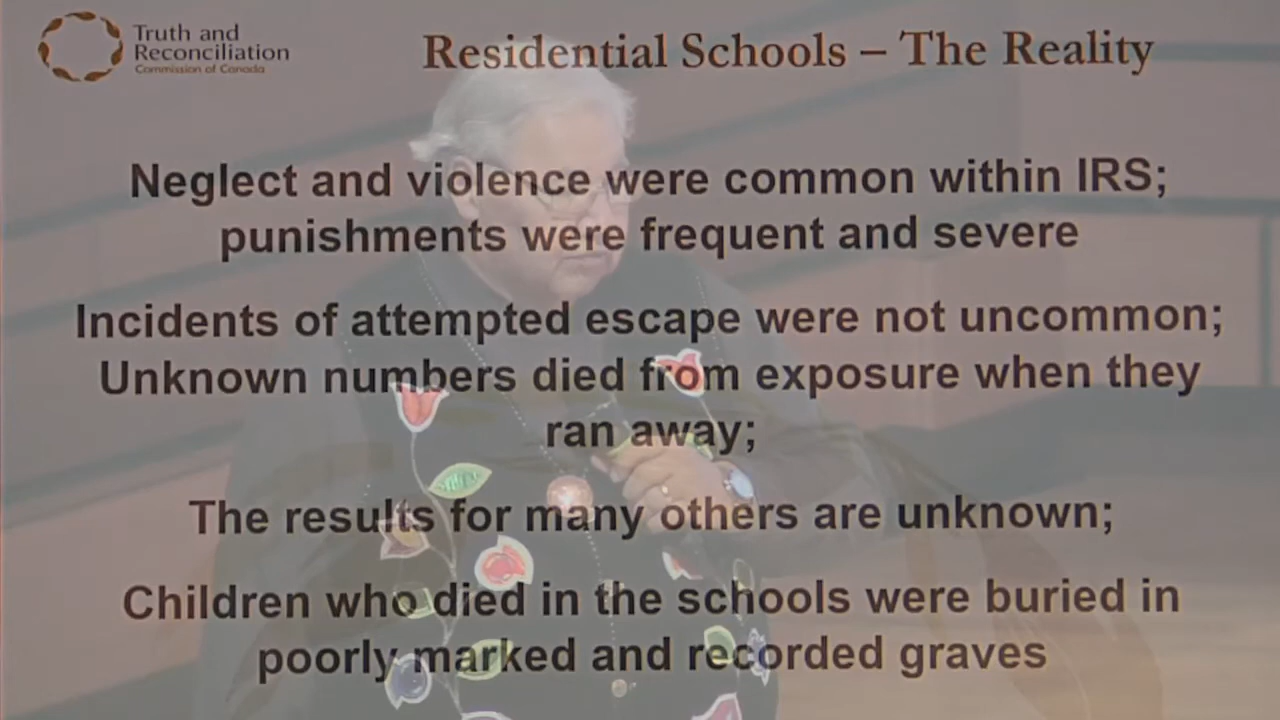 Truth and
Reconciliation
Commission of Canada
Residential Schools – The Reality
Neglect and violence were common within IRS;
punishments were frequent and severe
Incidents of attempted escape were not uncommon;
Unknown numbers died from exposure when they
ran away;
The results for many others are unknown;
Children who died in the schools were buried in
poorly marked and recorded graves